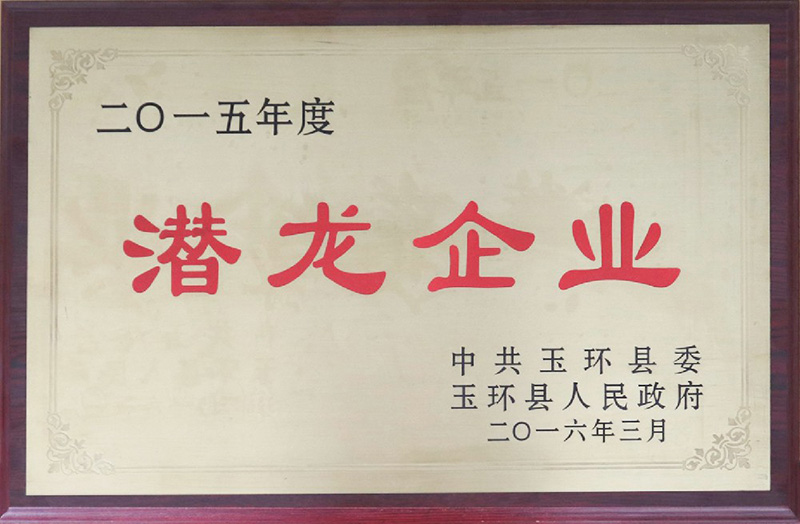 二〇一五年度
潜龙企业
中共玉环县委
玉环县人民政府
二〇一六年三月